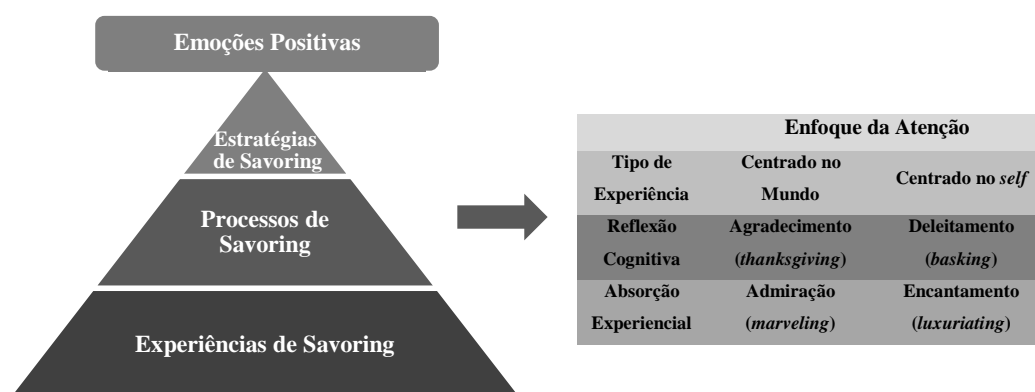 Emoções Positivas
Estratégias
de Savoring
Processos de
Savoring
Experiências de Savoring
Enfoque da Atenção
Tipo de
Experiência
Centrado no
Mundo
Centrado no self
Reflexão
Cognitiva
Agradecimento
(thanksgiving)
Deleitamento
(basking)
Absorção
Experiencial
Admiração
(marveling)
Encantamento
(luxuriating)